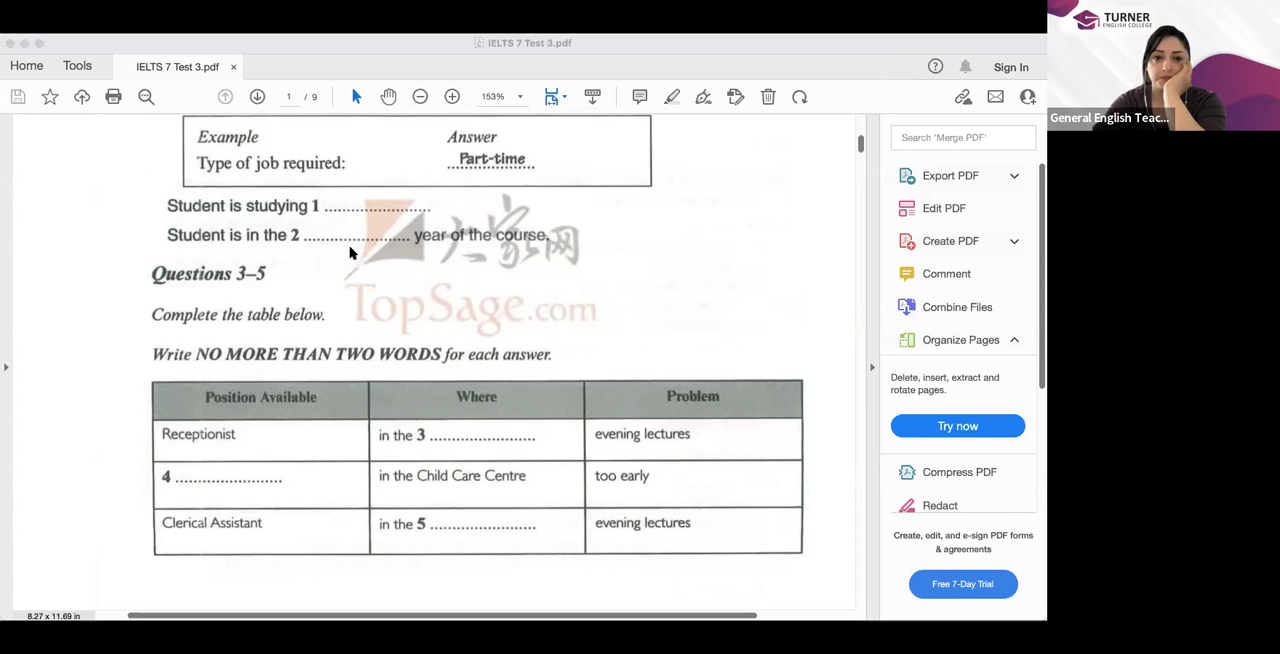 IELTS 7 Test 3.pdf
Home
Tools
IELTS 7 Test 3.pdf ×
Sign In
1 / 9
153%
Example Answer
Type of job required: Part-time
Student is studying 1 ......................
Student is in the 2 ...................... year of the course.
大家网
TopSage.com
Questions 3–5
Complete the table below.
Write NO MORE THAN TWO WORDS for each answer.
Position Available Where Problem
Receptionist in the 3 ...................... evening lectures
4 ...................... in the Child Care Centre too early
Clerical Assistant in the 5 ...................... evening lectures
8.27 x 11.69 in
Search 'Merge PDF'
Export PDF
Edit PDF
Create PDF
Comment
Combine Files
Organize Pages
Delete, insert, extract and
rotate pages.
Try now
Compress PDF
Redact
Convert, edit, and e-sign PDF forms
& agreements
Free 7-Day Trial
TURNER
ENGLISH COLLEGE
General English Teac...